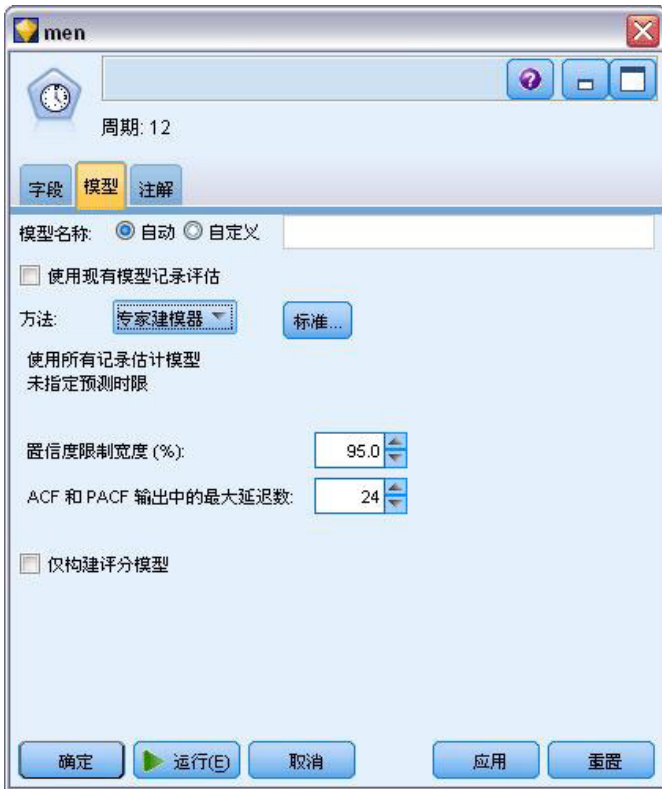 men
周期: 12
字段 模型 注解
模型名称: 自动 自定义
使用现有模型记录评估
方法: 专家建模器 标准...
使用所有记录估计模型
未指定预测时限
置信度限制宽度 (%): 95.0
ACF 和 PACF 输出中的最大延迟数: 24
仅构建评分模型
确定 运行(E) 取消 应用 重置